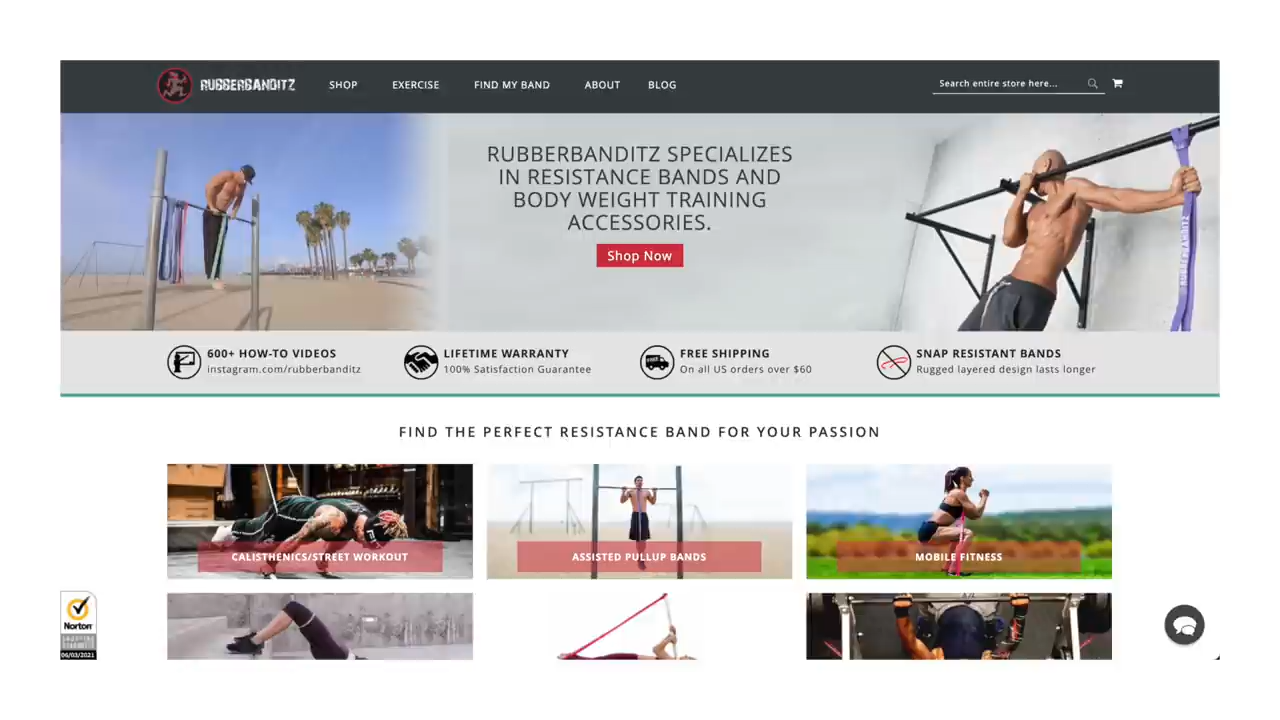 RUBBERBANDITZ
SHOP
EXERCISE
FIND MY BAND
ABOUT
BLOG
Search entire store here...
RUBBERBANDITZ SPECIALIZES
IN RESISTANCE BANDS AND
BODY WEIGHT TRAINING
ACCESSORIES.
Shop Now
RUBBERBANDITZ
600+ HOW-TO VIDEOS
instagram.com/rubberbanditz
LIFETIME WARRANTY
100% Satisfaction Guarantee
FREE
FREE SHIPPING
On all US orders over $60
SNAP RESISTANT BANDS
Rugged layered design lasts longer
FIND THE PERFECT RESISTANCE BAND FOR YOUR PASSION
CALISTHENICS/STREET WORKOUT
ASSISTED PULLUP BANDS
MOBILE FITNESS
Norton
06/03/2021